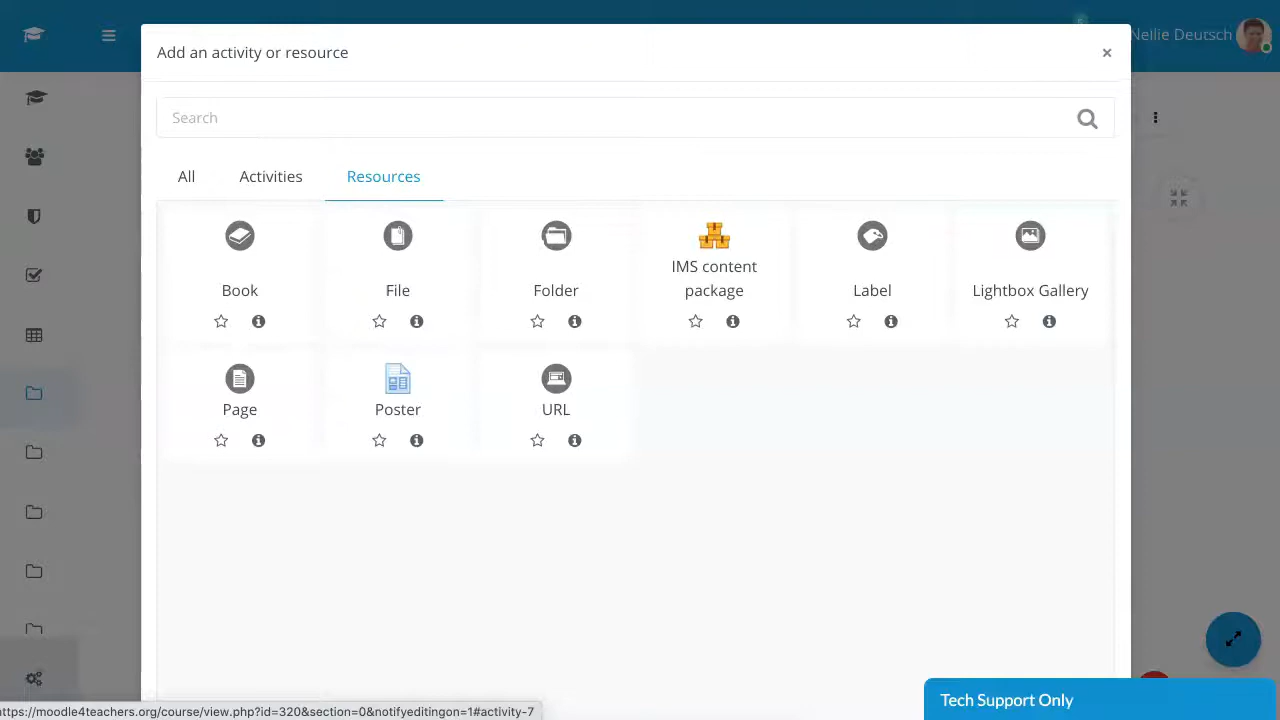 Add an activity or resource
×
Neilie Deutsch
Search
All
Activities
Resources
Book
File
Folder
IMS content
package
Label
Lightbox Gallery
Page
Poster
URL
Tech Support Only
https://moodle4teachers.org/course/view.php?id=320&section=0&notifyeditingon=1#activity-7